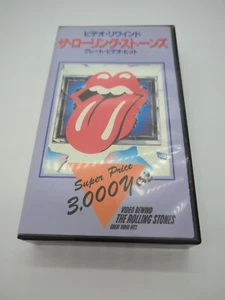 ビデオ・リワインド
ザ・ローリング・ストーンズ
グレート・ビデオ・ヒット
Super Price
3,000Yen
VIDEO REWIND
THE ROLLING STONES
GREAT VIDEO HITS